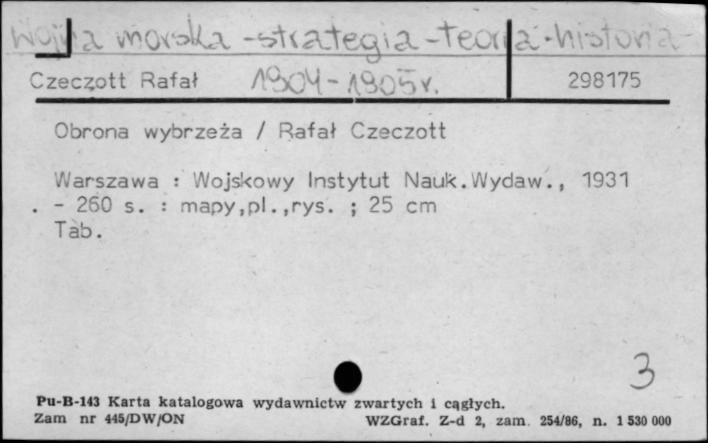 Wojna morska - strategia - teoria - historia -
Czeczott Rafał 1904-1905r. 298175
Obrona wybrzeża / Rafał Czeczott
Warszawa : Wojskowy Instytut Nauk.Wydaw., 1931
. - 260 s. : mapy,pl.,rys. ; 25 cm
Tab.
3
Pu-B-143 Karta katalogowa wydawnictw zwartych i ciągłych.
Zam nr 445/DW/ON WZGraf. Z-d 2, zam. 254/86, n. 1 530 000